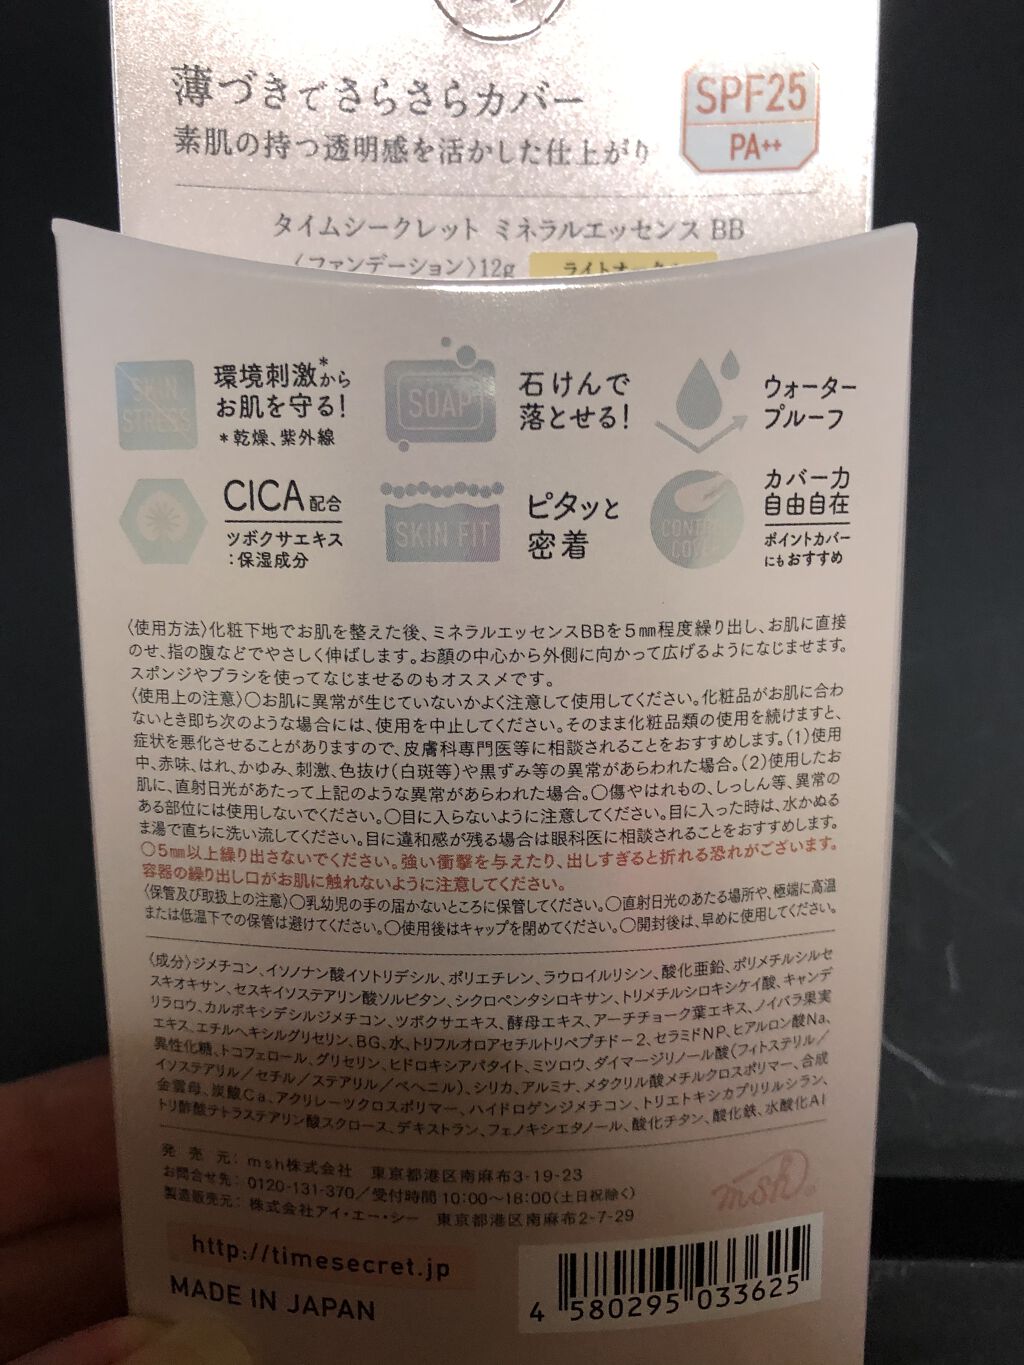 薄づきでさらさらカバー
素肌の持つ透明感を活かした仕上がり
SPF25
PA++
タイムシークレット ミネラルエッセンス BB
〈ファンデーション〉12g
SKIN STRESS
環境刺激*から
お肌を守る!
*乾燥、紫外線
SOAP
石けんで
落とせる!
ウォーター
プルーフ
CICA配合
ツボクサエキス
:保湿成分
SKIN FIT
ピタッと
密着
カバー力
自由自在
ポイントカバー
にもおすすめ
〈使用方法〉化粧下地でお肌を整えた後、ミネラルエッセンスBBを5㎜程度繰り出し、お肌に直接
のせ、指の腹などでやさしく伸ばします。お顔の中心から外側に向かって広げるようになじませます。
スポンジやブラシを使ってなじませるのもオススメです。
〈使用上の注意〉○お肌に異常が生じていないかよく注意して使用してください。化粧品がお肌に合わ
ないとき即ち次のような場合には、使用を中止してください。そのまま化粧品類の使用を続けますと、
症状を悪化させることがありますので、皮膚科専門医等に相談されることをおすすめします。(1)使用
中、赤味、はれ、かゆみ、刺激、色抜け(白斑等)や黒ずみ等の異常があらわれた場合。(2)使用したお
肌に、直射日光があたって上記のような異常があらわれた場合。○傷やはれもの、しっしん等、異常の
ある部位には使用しないでください。○目に入らないように注意してください。目に入った時は、水かぬる
ま湯で直ちに洗い流してください。目に違和感が残る場合は眼科医に相談されることをおすすめします。
○5㎜以上繰り出さないでください。強い衝撃を与えたり、出しすぎると折れる恐れがございます。
容器の繰り出し口がお肌に触れないように注意してください。
〈保管及び取扱上の注意〉○乳幼児の手の届かないところに保管してください。○直射日光のあたる場所や、極端に高温
または低温下での保管は避けてください。○使用後はキャップを閉めてください。○開封後は、早めに使用してください。
〈成分〉ジメチコン、イソノナン酸イソトリデシル、ポリエチレン、ラウロイルリシン、酸化亜鉛、ポリメチルシルセ
スキオキサン、セスキイソステアリン酸ソルビタン、シクロペンタシロキサン、トリメチルシロキシケイ酸、キャンデ
リラロウ、カルボキシデシルジメチコン、ツボクサエキス、酵母エキス、アーチチョーク葉エキス、ノイバラ果実
エキス、エチルヘキシルグリセリン、BG、水、トリフルオロアセチルトリペプチド-2、セラミドNP、ヒアルロン酸Na、
異性化糖、トコフェロール、グリセリン、ヒドロキシアパタイト、ミツロウ、ダイマージリノール酸(フィトステリル/
イソステアリル/セチル/ステアリル/ベヘニル)、シリカ、アルミナ、メタクリル酸メチルクロスポリマー、合成
金雲母、炭酸Ca、アクリレーツクロスポリマー、ハイドロゲンジメチコン、トリエトキシカプリリルシラン、
トリ酢酸テトラステアリン酸スクロース、デキストラン、フェノキシエタノール、酸化チタン、酸化鉄、水酸化Al
発売元:msh株式会社 東京都港区南麻布3-19-23
お問合せ先:0120-131-370/受付時間10:00〜18:00(土日祝除く)
製造販売元:株式会社アイ・エー・シー 東京都港区南麻布2-7-29
msh
http://timesecret.jp
MADE IN JAPAN
4 580295 033625